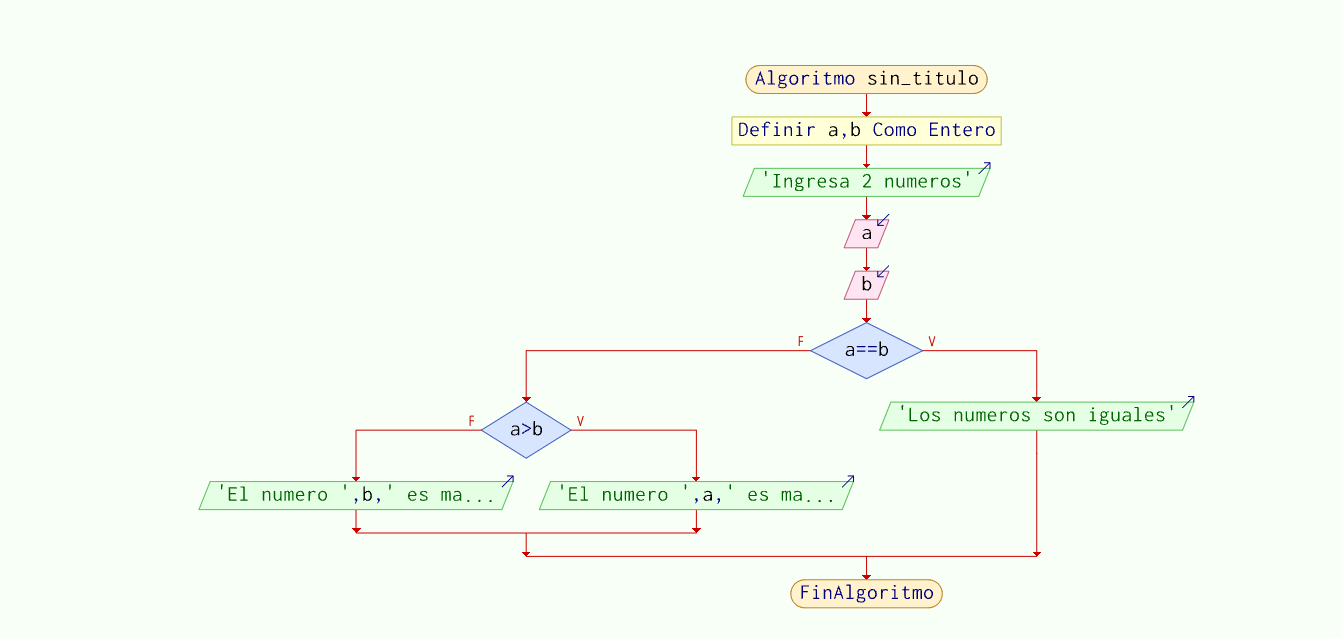 Algoritmo sin_titulo
Definir a,b Como Entero
'Ingresa 2 numeros'
a
b
a==b
F
V
a>b
F
V
'Los numeros son iguales'
'El numero ',b,' es ma...
'El numero ',a,' es ma...
FinAlgoritmo